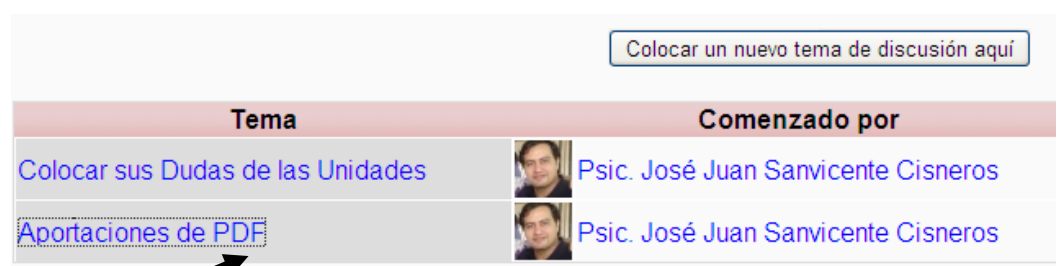 Colocar un nuevo tema de discusión aquí
Tema Comenzado por
Colocar sus Dudas de las Unidades Psic. José Juan Sanvicente Cisneros
Aportaciones de PDF Psic. José Juan Sanvicente Cisneros